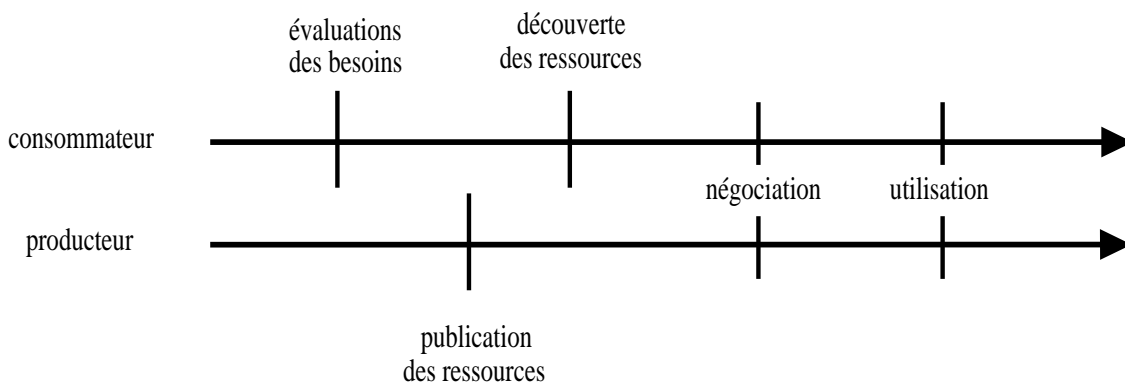 évaluations
des besoins
découverte
des ressources
consommateur
négociation
utilisation
producteur
publication
des ressources